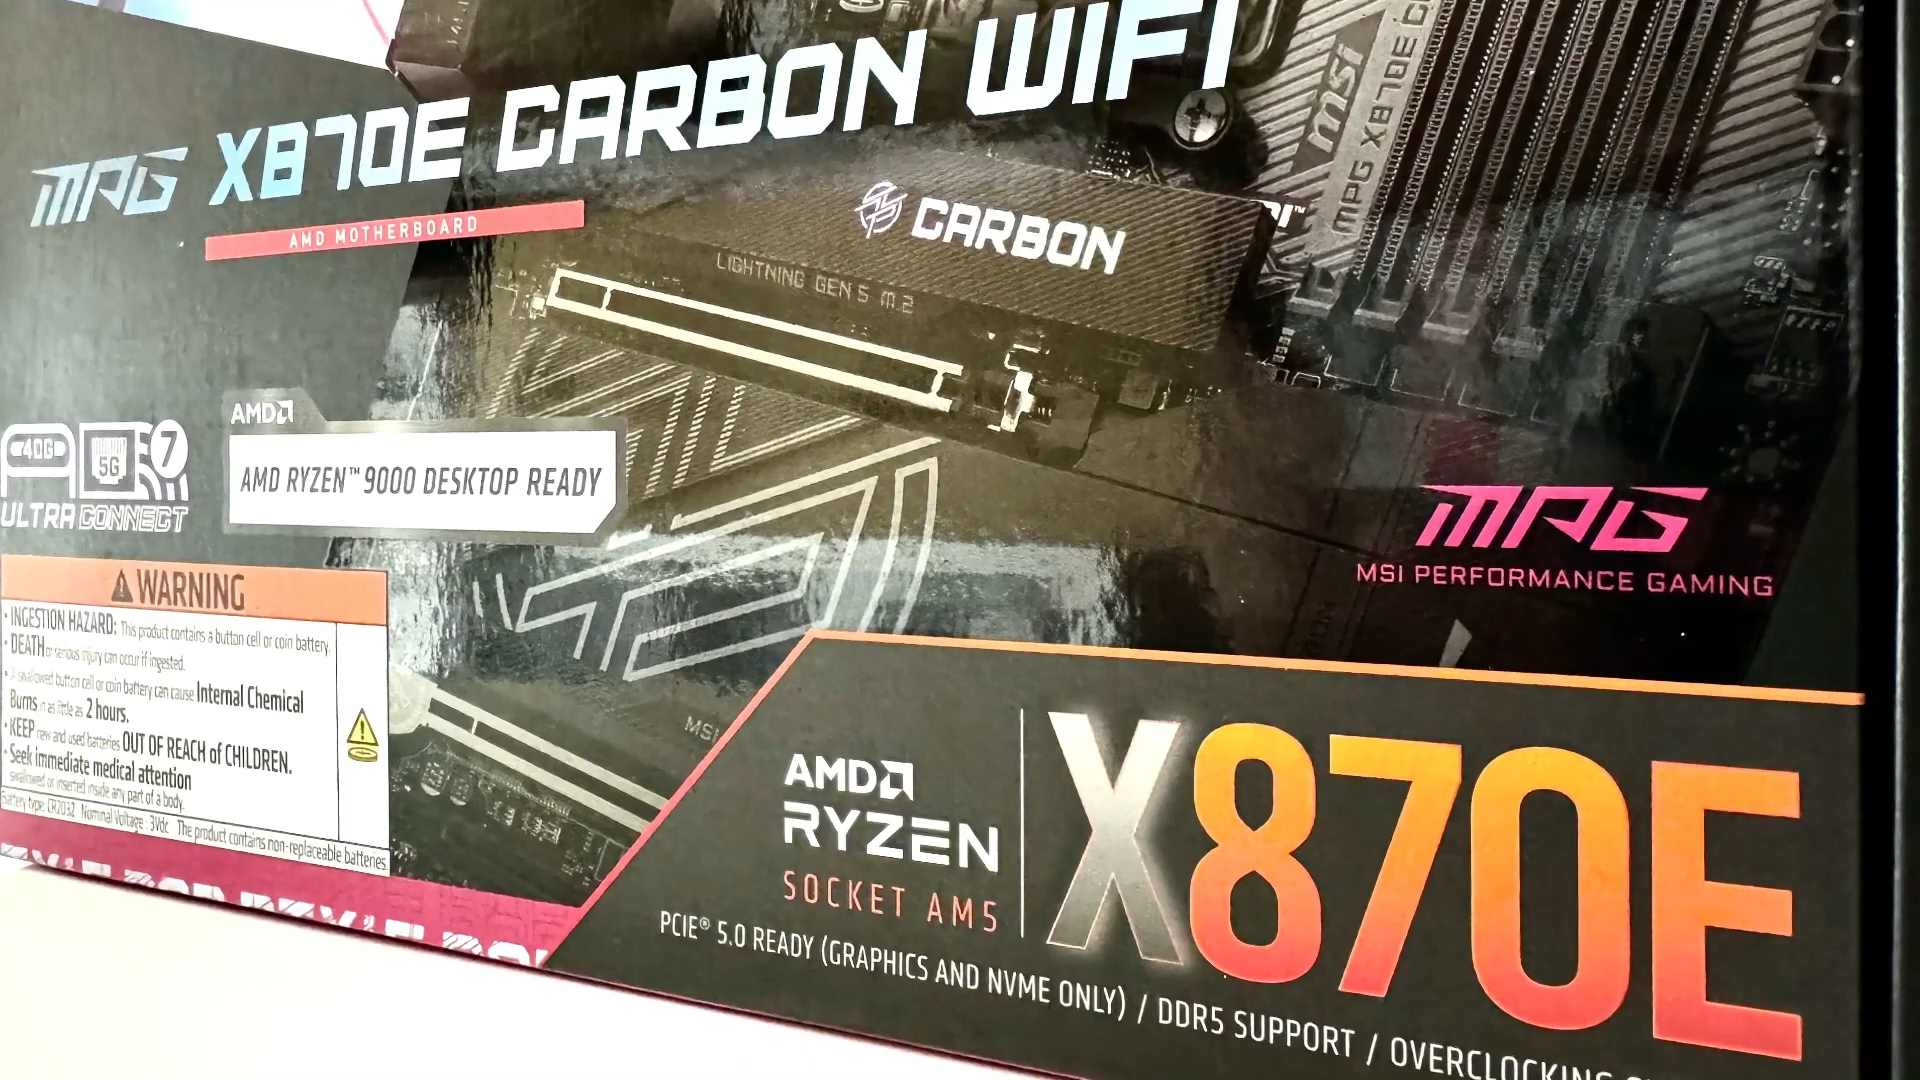 MPG X870E CARBON WIFI
AMD MOTHERBOARD
CARBON
LIGHTNING GEN 5 M.2
MSI
MPG X870E
AMD
AMD RYZEN™ 9000 DESKTOP READY
40G 5G 7
ULTRA CONNECT
MPG
MSI PERFORMANCE GAMING
WARNING
• INGESTION HAZARD: This product contains a button cell or coin battery.
• DEATH or serious injury can occur if ingested.
• A swallowed button cell or coin battery can cause Internal Chemical
Burns in as little as 2 hours.
• KEEP new and used batteries OUT OF REACH of CHILDREN.
• Seek immediate medical attention
swallowed or inserted inside any part of a body.
Battery type: CR2032 Nominal Voltage: 3Vdc The product contains non-replaceable batteries.
MSI
AMD
RYZEN
SOCKET AM5
X870E
PCIE® 5.0 READY (GRAPHICS AND NVME ONLY) / DDR5 SUPPORT / OVERCLOCKING